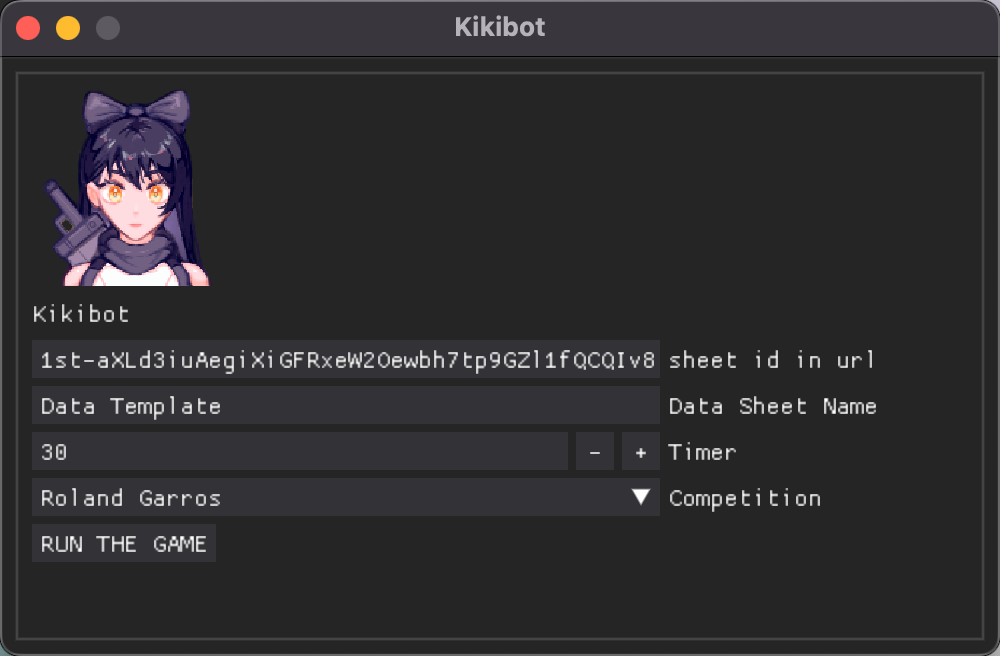 Kikibot
Kikibot
1st-aXLd3iuAegiXiGFRxeW2Oewbh7tp9GZl1fQCQIv8 sheet id in url
Data Template Data Sheet Name
30 - + Timer
Roland Garros Competition
RUN THE GAME